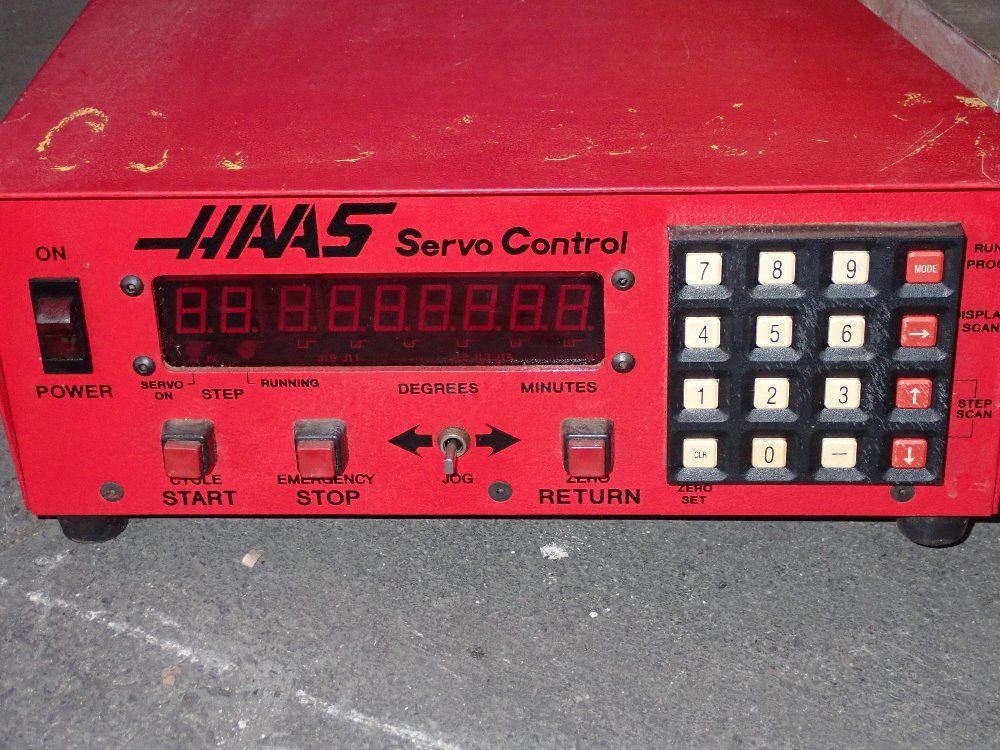 HAAS Servo Control
ON
POWER
SERVO ON
STEP
RUNNING
DEGREES
MINUTES
CYCLE
START
EMERGENCY
STOP
JOG
ZERO
RETURN
7 8 9 MODE
4 5 6 →
1 2 3 ↑
CLR 0 — ↓
ZERO
SET
RUN
PROG
DISPLA
SCAN
STEP
SCAN